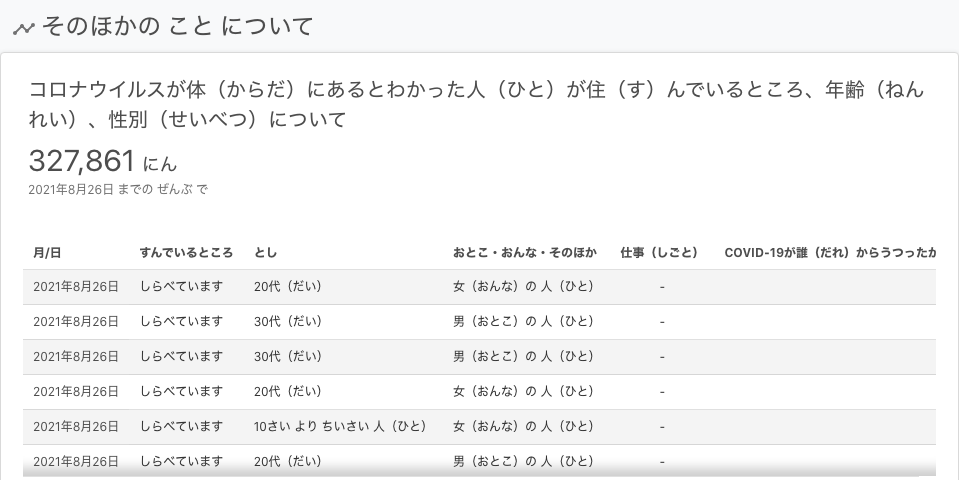 そのほかの こと について
コロナウイルスが体（からだ）にあるとわかった人（ひと）が住（す）んでいるところ、年齢（ねん
れい）、性別（せいべつ）について
327,861 にん
2021年8月26日 までの ぜんぶ で
月/日 すんでいるところ とし おとこ・おんな・そのほか 仕事（しごと） COVID-19が誰（だれ）からうつったか
2021年8月26日 しらべています 20代（だい） 女（おんな）の 人（ひと） -
2021年8月26日 しらべています 30代（だい） 男（おとこ）の 人（ひと） -
2021年8月26日 しらべています 30代（だい） 男（おとこ）の 人（ひと） -
2021年8月26日 しらべています 20代（だい） 女（おんな）の 人（ひと） -
2021年8月26日 しらべています 10さい より ちいさい 人（ひと） 女（おんな）の 人（ひと） -
2021年8月26日 しらべています 20代（だい） 男（おとこ）の 人（ひと） -